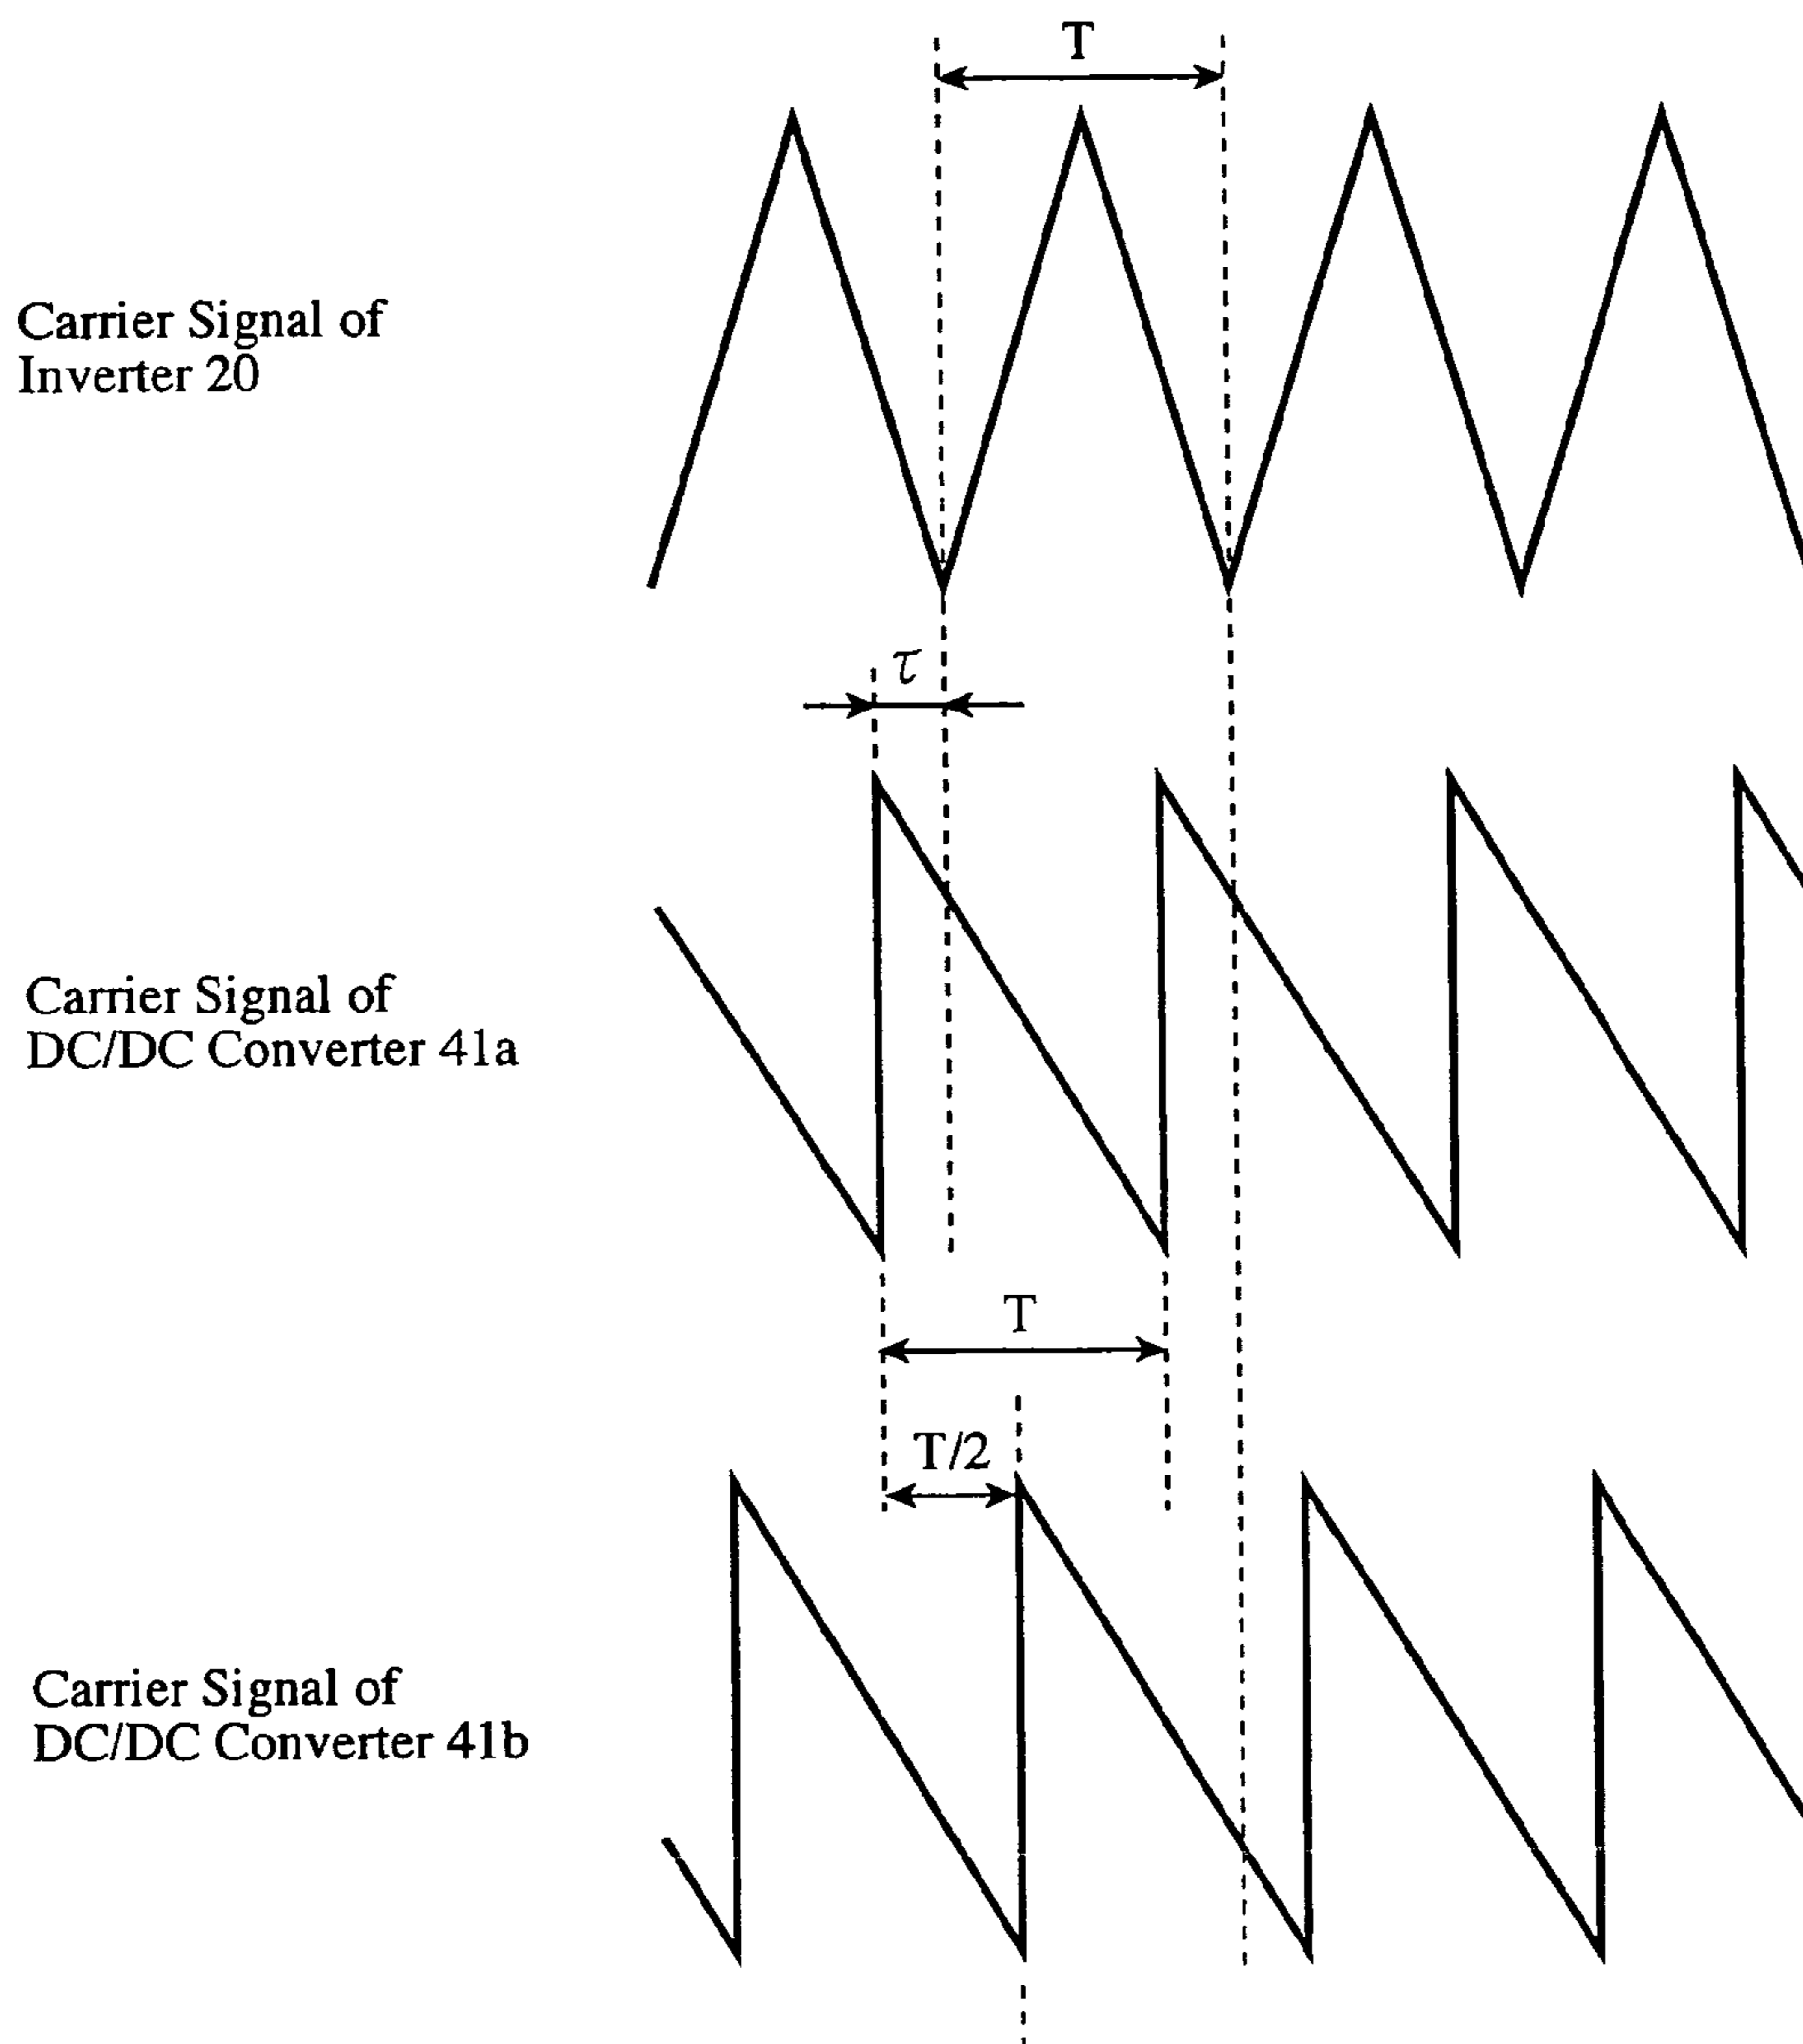 T
Carrier Signal of
Inverter 20
τ
Carrier Signal of
DC/DC Converter 41a
T
T/2
Carrier Signal of
DC/DC Converter 41b